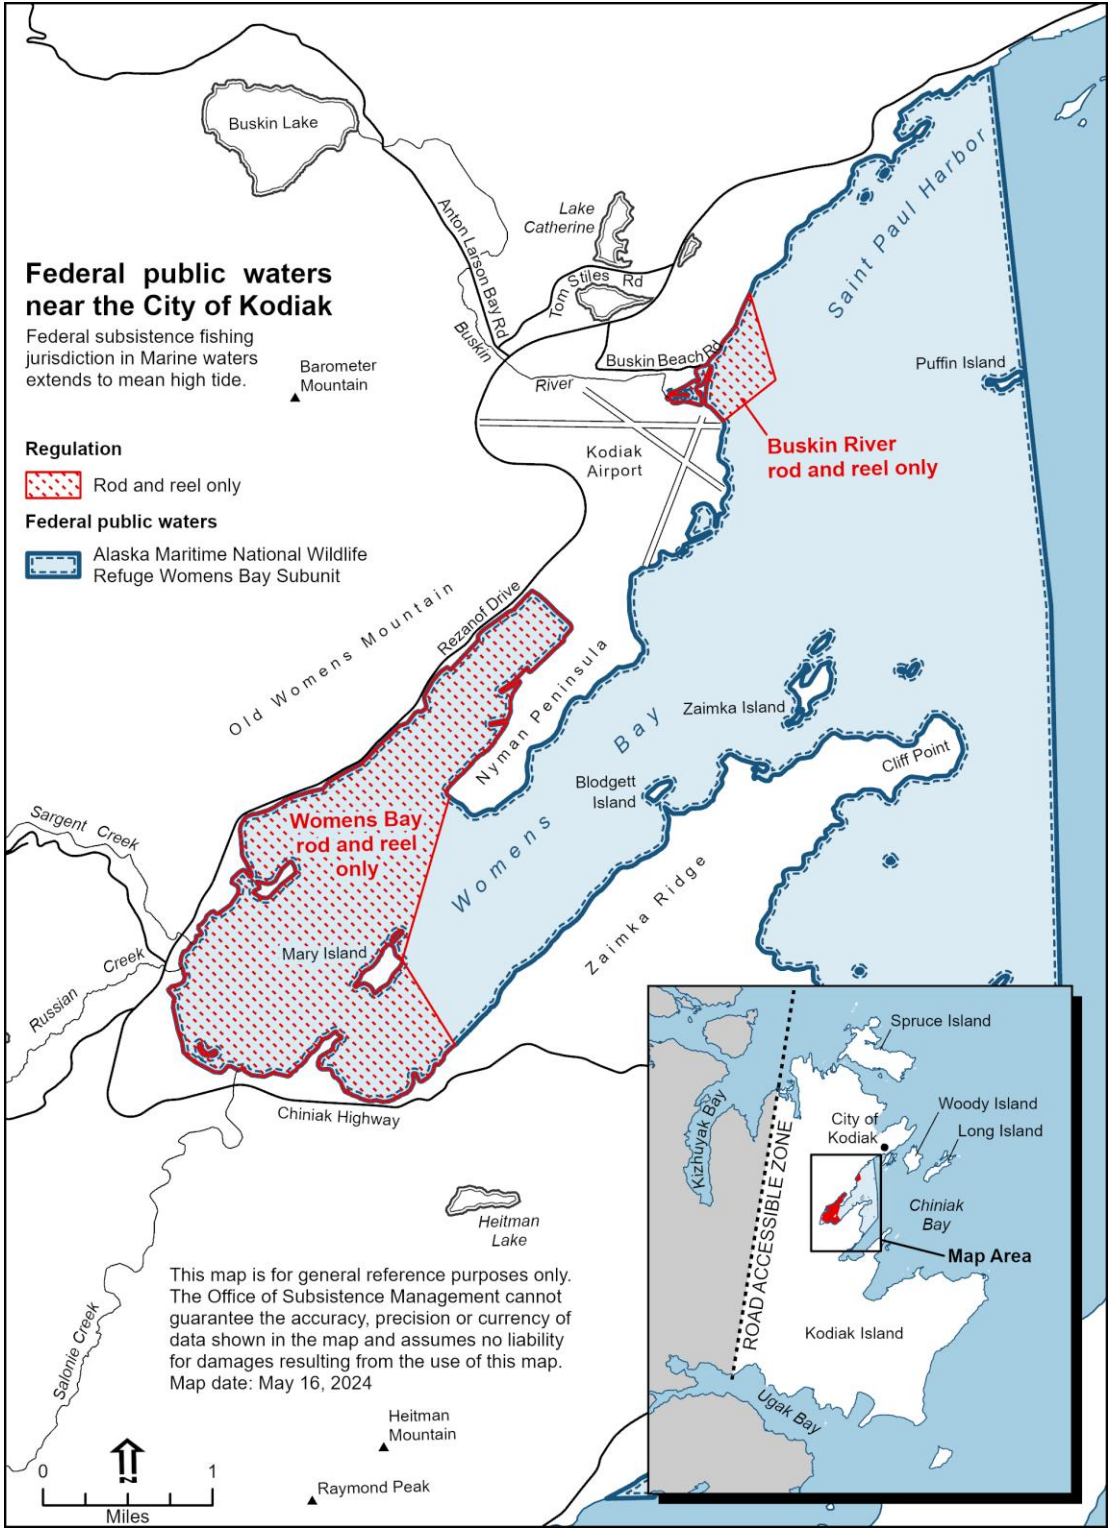 Buskin Lake
Anton Larson Bay Rd
Lake
Catherine
Tom Stiles Rd
Saint Paul Harbor
Federal public waters
near the City of Kodiak
Federal subsistence fishing
jurisdiction in Marine waters
extends to mean high tide.
Barometer
Mountain
Buskin
River
Buskin Beach Rd
Puffin Island
Regulation
Rod and reel only
Federal public waters
Alaska Maritime National Wildlife
Refuge Womens Bay Subunit
Kodiak
Airport
Buskin River
rod and reel only
Old Womens Mountain
Rezanof Drive
Nyman Peninsula
Womens Bay
Zaimka Island
Cliff Point
Blodgett
Island
Zaimka Ridge
Sargent Creek
Womens Bay
rod and reel
only
Mary Island
Russian Creek
Chiniak Highway
Salonie Creek
Heitman
Lake
This map is for general reference purposes only.
The Office of Subsistence Management cannot
guarantee the accuracy, precision or currency of
data shown in the map and assumes no liability
for damages resulting from the use of this map.
Map date: May 16, 2024
Heitman
Mountain
Raymond Peak
N
0 1
Miles
Spruce Island
Woody Island
Long Island
City of
Kodiak
Kizhuyak Bay
ROAD ACCESSIBLE ZONE
Chiniak
Bay
Map Area
Kodiak Island
Ugak Bay